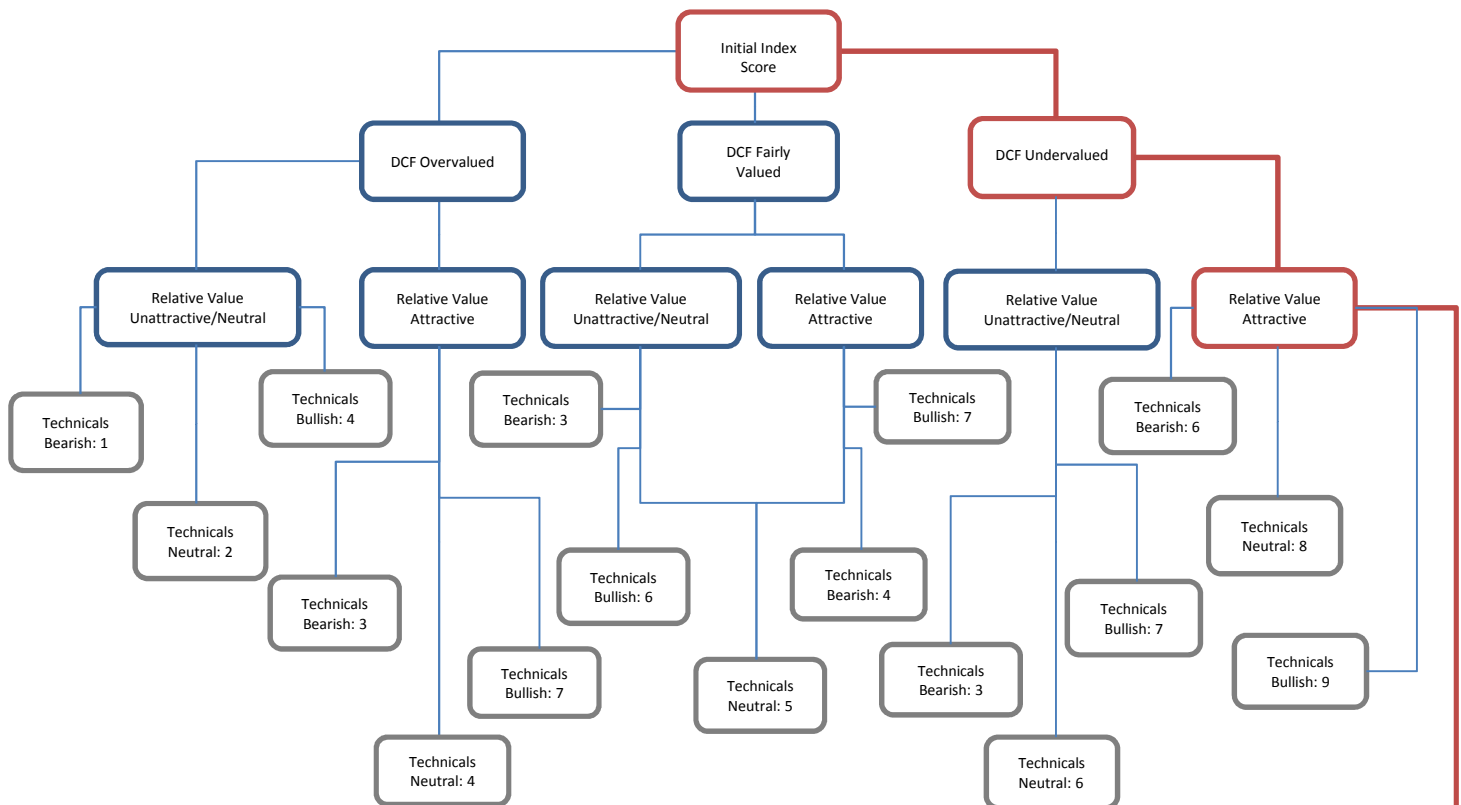 Initial Index
Score
DCF Overvalued
DCF Fairly
Valued
DCF Undervalued
Relative Value
Unattractive/Neutral
Relative Value
Attractive
Relative Value
Unattractive/Neutral
Relative Value
Attractive
Relative Value
Unattractive/Neutral
Relative Value
Attractive
Technicals
Bearish: 1
Technicals
Bullish: 4
Technicals
Bearish: 3
Technicals
Bullish: 7
Technicals
Bearish: 6
Technicals
Neutral: 2
Technicals
Neutral: 8
Technicals
Bearish: 3
Technicals
Bullish: 6
Technicals
Bearish: 4
Technicals
Bullish: 7
Technicals
Bullish: 7
Technicals
Neutral: 5
Technicals
Bearish: 3
Technicals
Bullish: 9
Technicals
Neutral: 4
Technicals
Neutral: 6